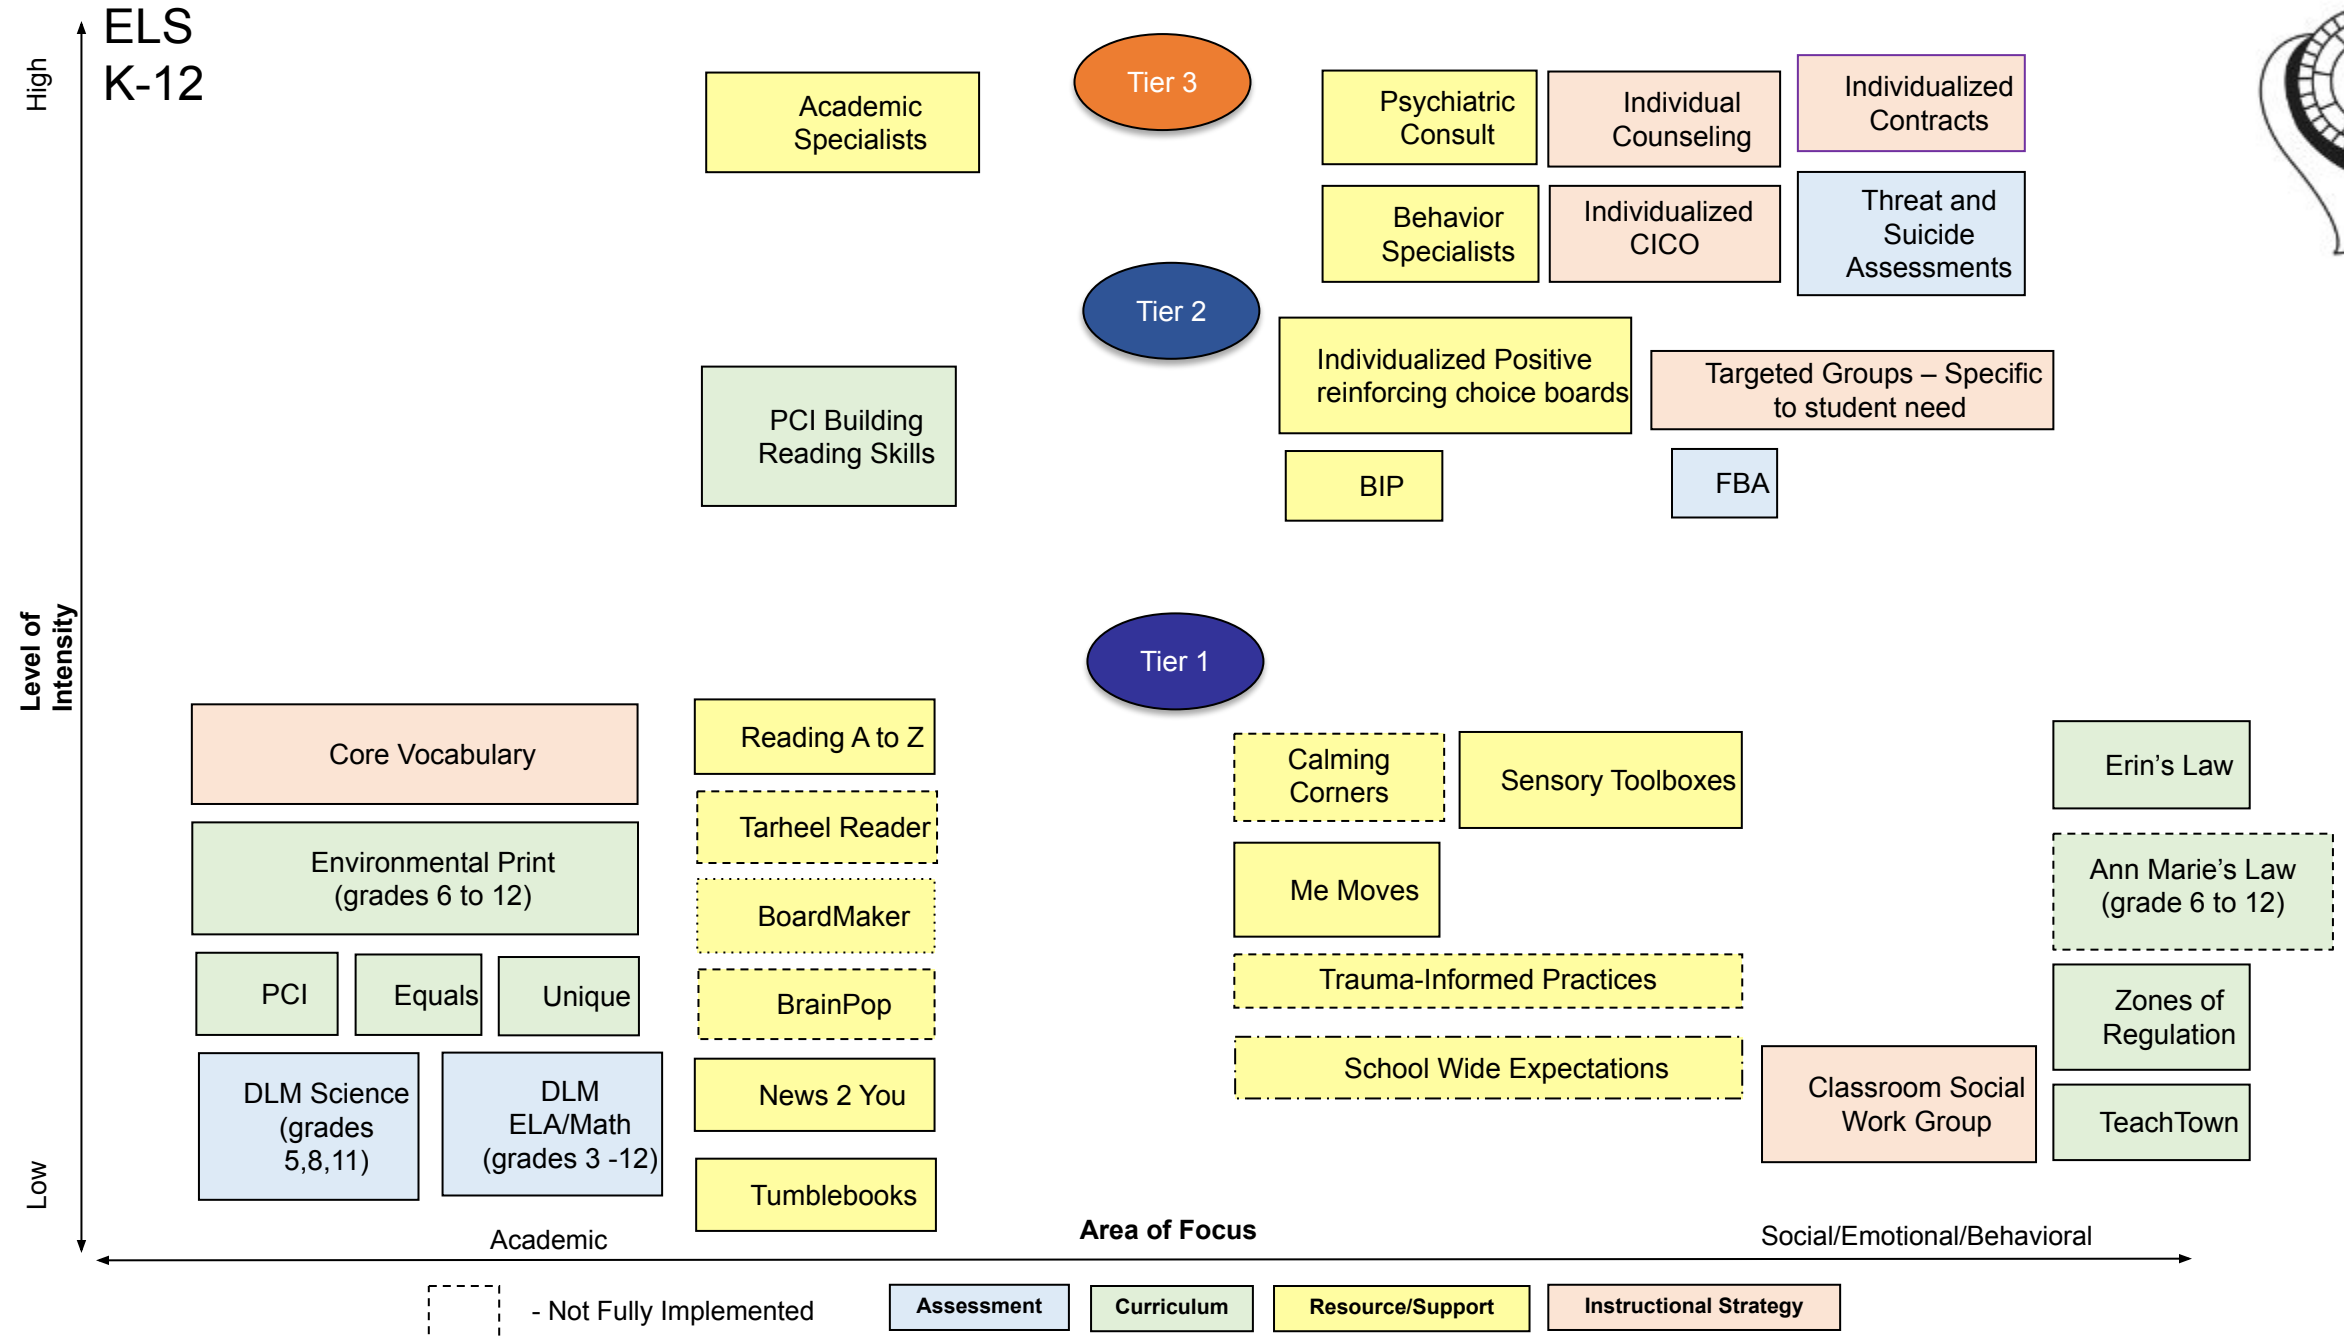 ELS
K-12
High
Level of
Intensity
Low
Tier 3
Academic
Specialists
Psychiatric
Consult
Individual
Counseling
Individualized
Contracts
Behavior
Specialists
Individualized
CICO
Threat and
Suicide
Assessments
Tier 2
PCI Building
Reading Skills
Individualized Positive
reinforcing choice boards
Targeted Groups – Specific
to student need
BIP
FBA
Tier 1
Core Vocabulary
Environmental Print
(grades 6 to 12)
PCI
Equals
Unique
DLM Science
(grades
5,8,11)
DLM
ELA/Math
(grades 3 -12)
Reading A to Z
Tarheel Reader
BoardMaker
BrainPop
News 2 You
Tumblebooks
Calming
Corners
Sensory Toolboxes
Me Moves
Trauma-Informed Practices
School Wide Expectations
Classroom Social
Work Group
Erin’s Law
Ann Marie’s Law
(grade 6 to 12)
Zones of
Regulation
TeachTown
Academic
Area of Focus
Social/Emotional/Behavioral
- Not Fully Implemented
Assessment
Curriculum
Resource/Support
Instructional Strategy